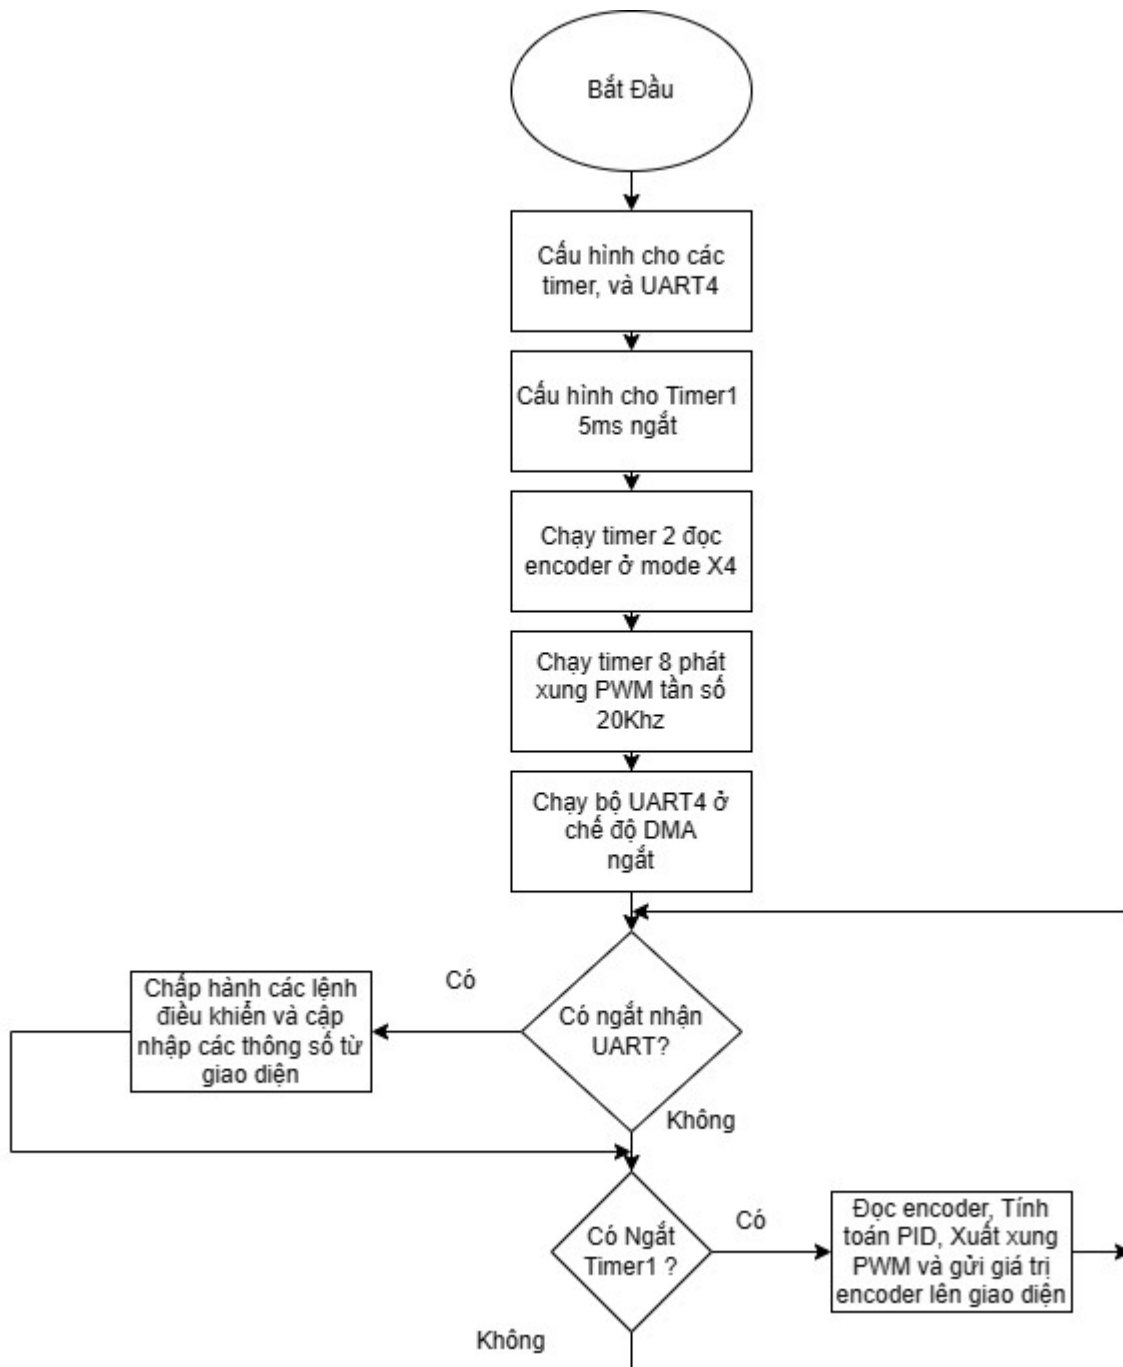 Bắt Đầu
Cấu hình cho các
timer, và UART4
Cấu hình cho Timer1
5ms ngắt
Chạy timer 2 đọc
encoder ở mode X4
Chạy timer 8 phát
xung PWM tần số
20Khz
Chạy bộ UART4 ở
chế độ DMA
ngắt
Có ngắt nhận
UART?
Có
Chấp hành các lệnh
điều khiển và cập
nhập các thông số từ
giao diện
Không
Có Ngắt
Timer1 ?
Có
Đọc encoder, Tính
toán PID, Xuất xung
PWM và gửi giá trị
encoder lên giao diện
Không